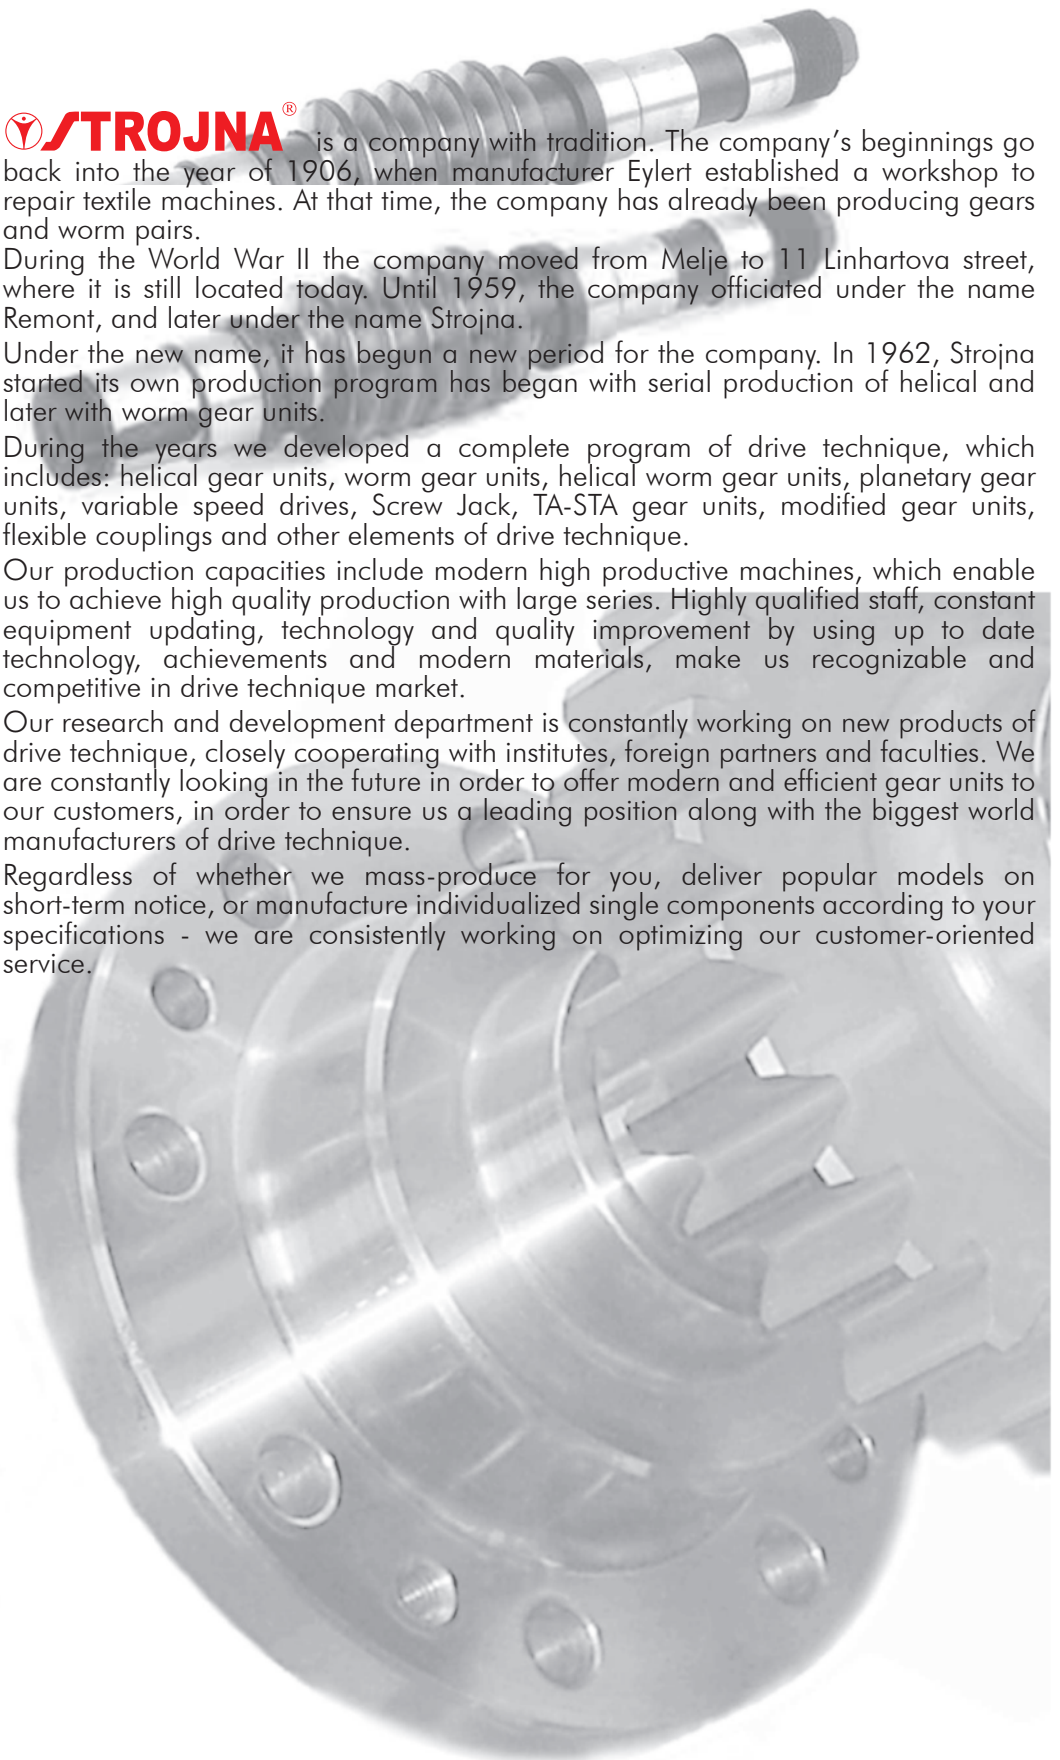 STROJNA® is a company with tradition. The company's beginnings go
back into the year of 1906, when manufacturer Eylert established a workshop to
repair textile machines. At that time, the company has already been producing gears
and worm pairs.
During the World War II the company moved from Melje to 11 Linhartova street,
where it is still located today. Until 1959, the company officiated under the name
Remont, and later under the name Strojna.
Under the new name, it has begun a new period for the company. In 1962, Strojna
started its own production program has began with serial production of helical and
later with worm gear units.
During the years we developed a complete program of drive technique, which
includes: helical gear units, worm gear units, helical worm gear units, planetary gear
units, variable speed drives, Screw Jack, TA-STA gear units, modified gear units,
flexible couplings and other elements of drive technique.
Our production capacities include modern high productive machines, which enable
us to achieve high quality production with large series. Highly qualified staff, constant
equipment updating, technology and quality improvement by using up to date
technology, achievements and modern materials, make us recognizable and
competitive in drive technique market.
Our research and development department is constantly working on new products of
drive technique, closely cooperating with institutes, foreign partners and faculties. We
are constantly looking in the future in order to offer modern and efficient gear units to
our customers, in order to ensure us a leading position along with the biggest world
manufacturers of drive technique.
Regardless of whether we mass-produce for you, deliver popular models on
short-term notice, or manufacture individualized single components according to your
specifications - we are consistently working on optimizing our customer-oriented
service.